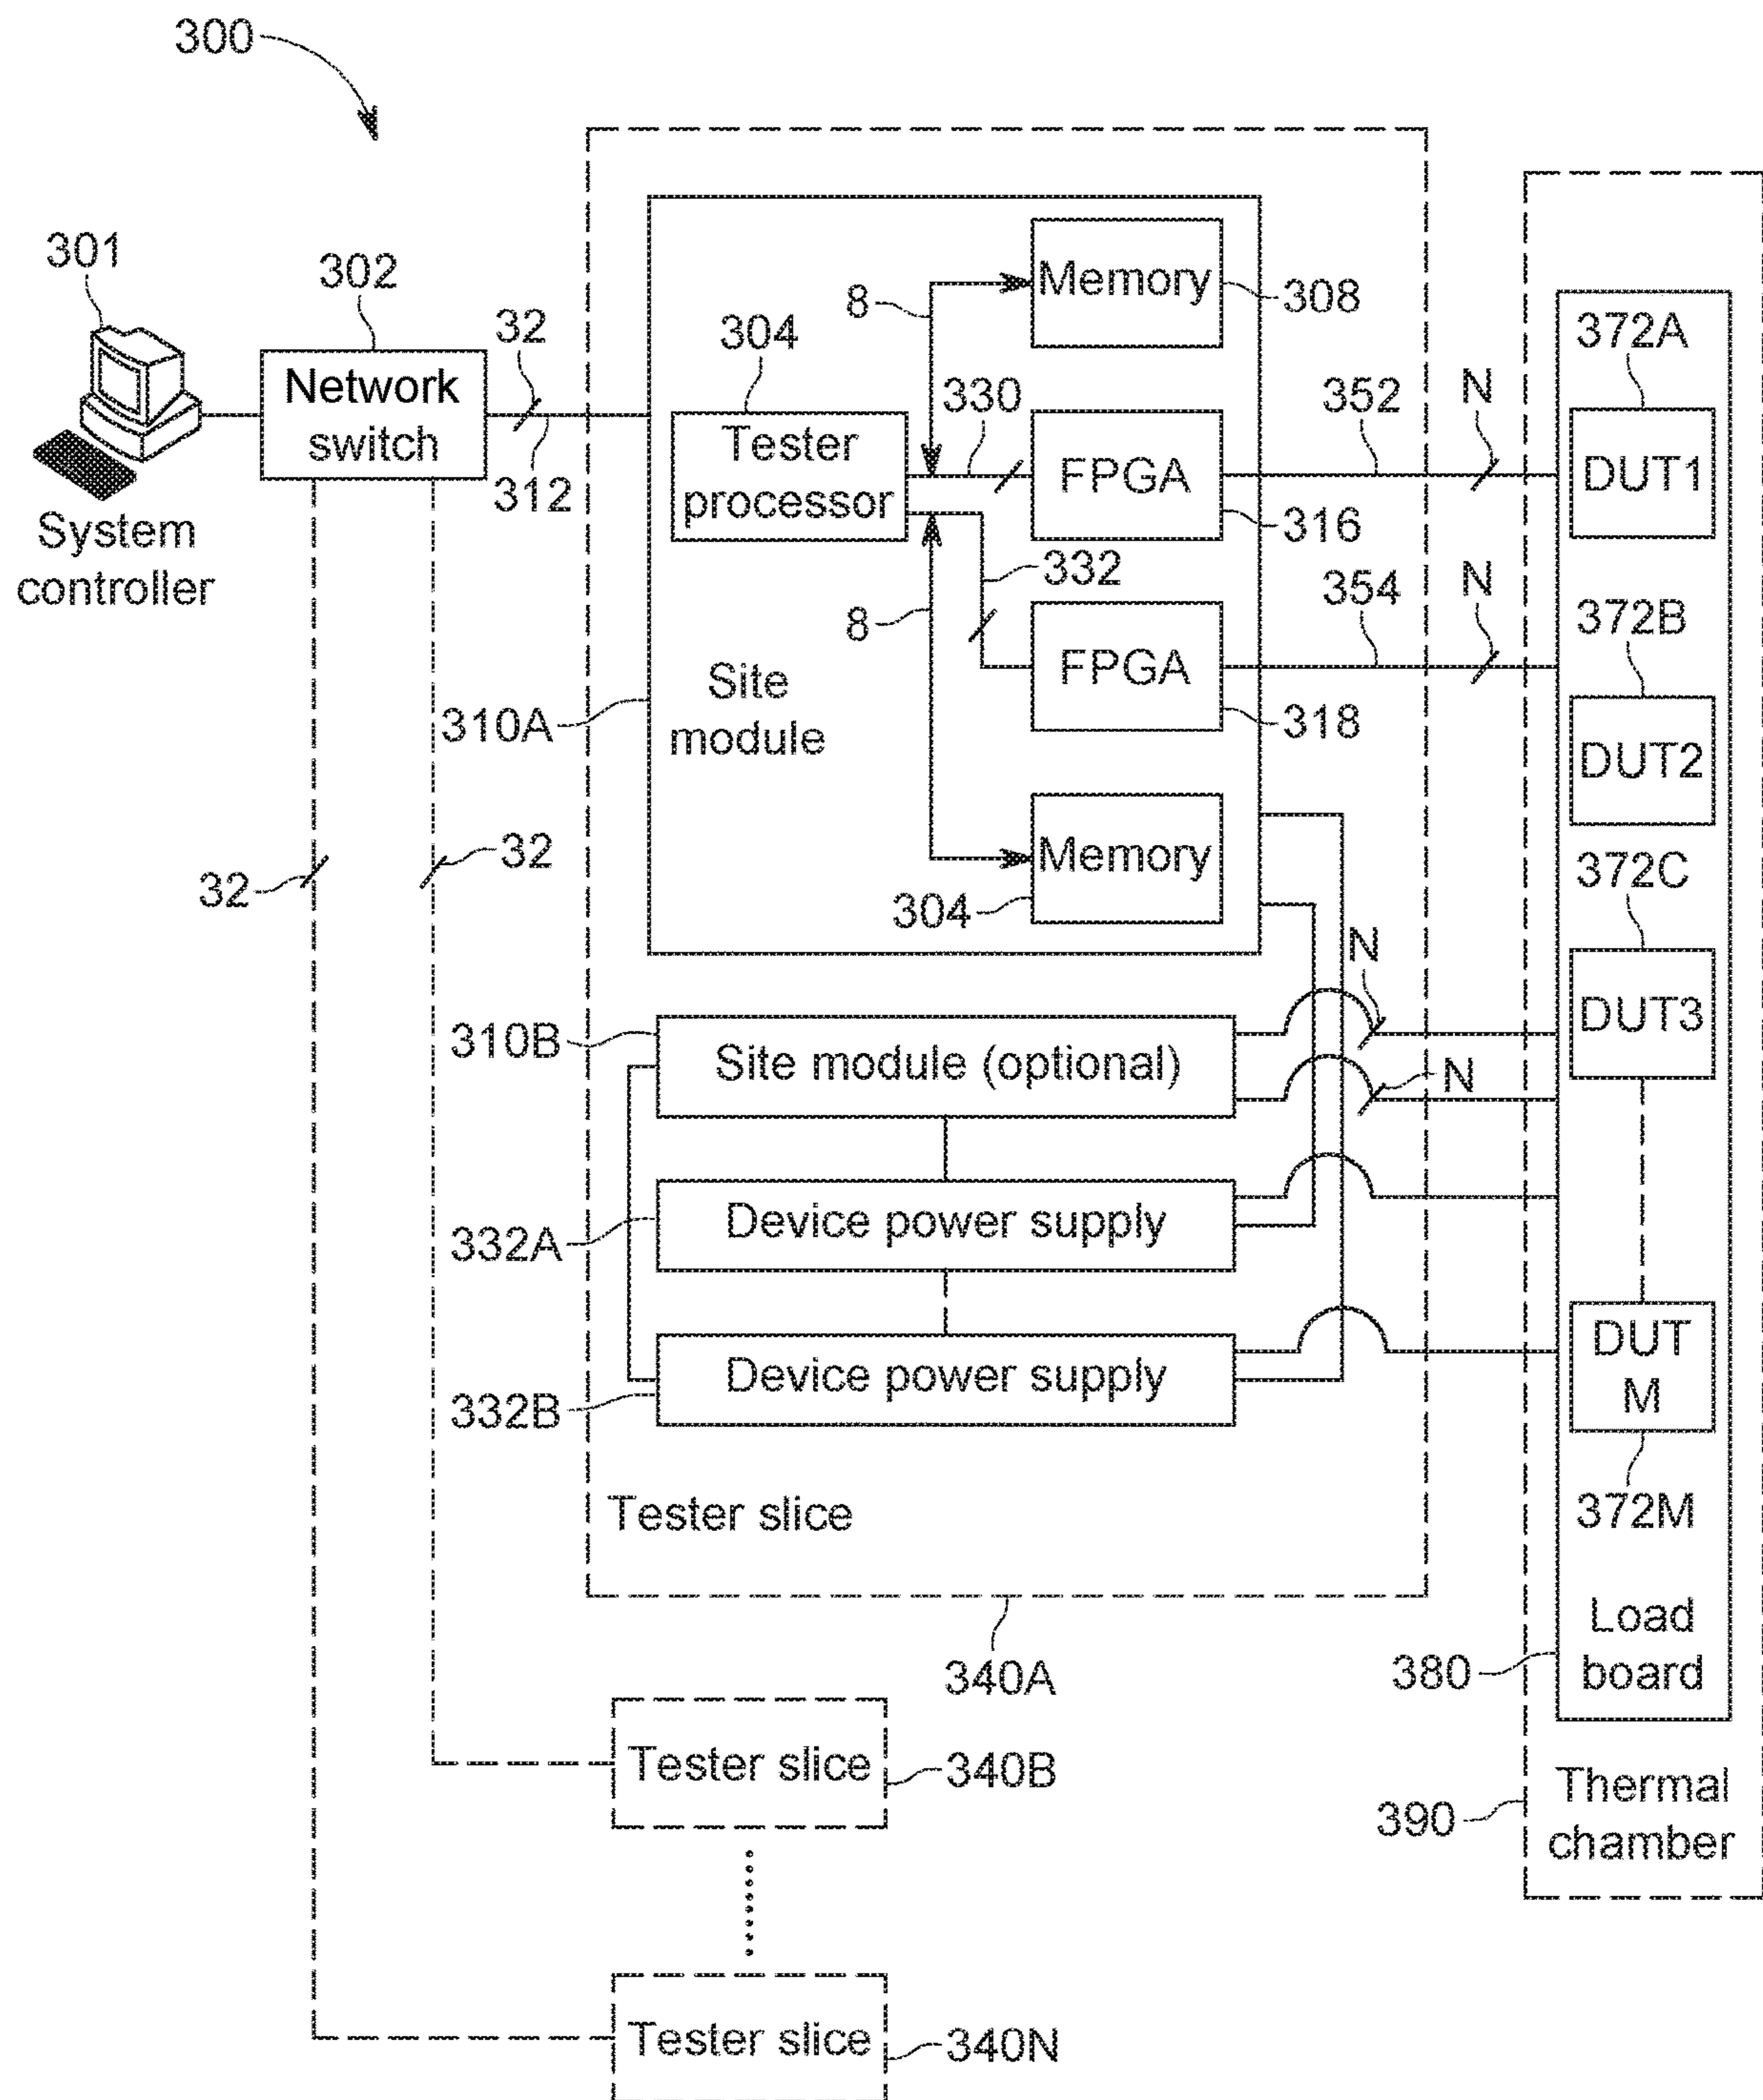 300
301
302
Network
switch
System
controller
32
312
304
Tester
processor
8
Memory
308
330
FPGA
316
352
N
332
8
FPGA
318
354
N
310A
Site
module
Memory
304
32
32
N
310B
Site module (optional)
N
332A
Device power supply
332B
Device power supply
Tester slice
340A
372A
DUT1
372B
DUT2
372C
DUT3
DUT
M
372M
Load
board
380
Thermal
chamber
390
Tester slice
340B
Tester slice
340N